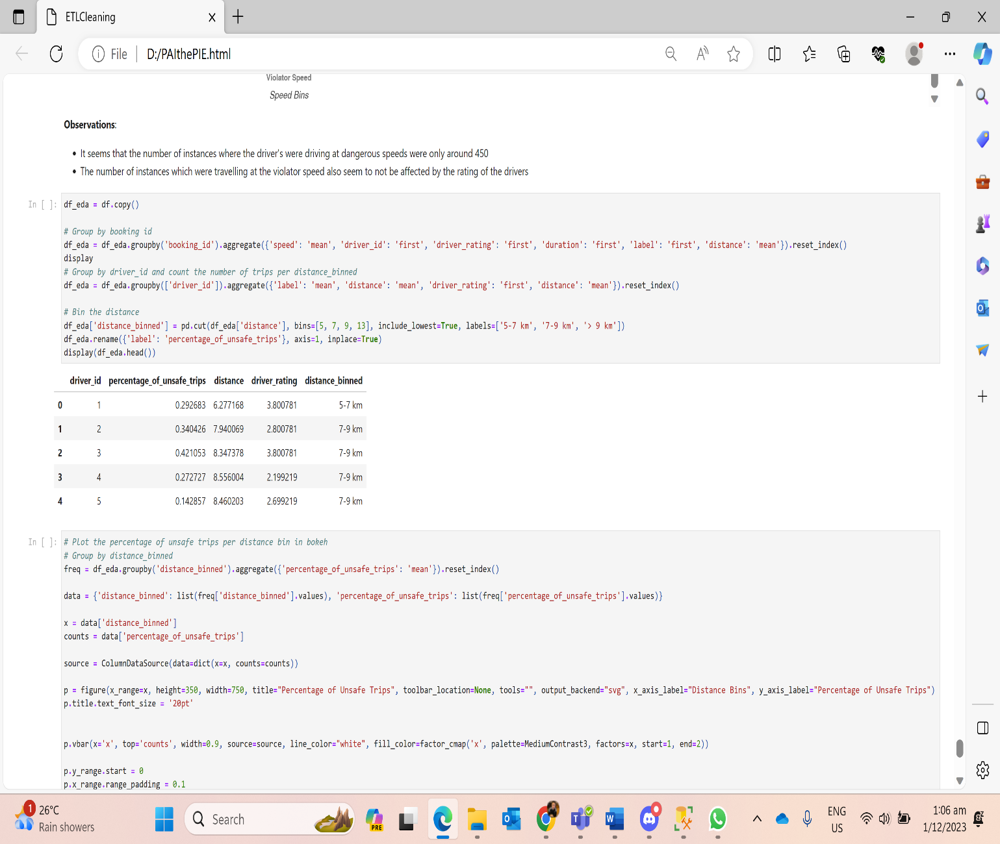 ETLCleaning
File
D:/PAIthePIE.html
Violator Speed
Speed Bins
Observations:
• It seems that the number of instances where the driver's were driving at dangerous speeds were only around 450
• The number of instances which were travelling at the violator speed also seem to not be affected by the rating of the drivers
In [ ]:
df_eda = df.copy()
# Group by booking id
df_eda = df_eda.groupby('booking_id').aggregate({'speed': 'mean', 'driver_id': 'first', 'driver_rating': 'first', 'duration': 'first', 'label': 'first', 'distance': 'mean'}).reset_index()
display
# Group by driver_id and count the number of trips per distance_binned
df_eda = df_eda.groupby(['driver_id']).aggregate({'label': 'mean', 'distance': 'mean', 'driver_rating': 'first', 'distance': 'mean'}).reset_index()
# Bin the distance
df_eda['distance_binned'] = pd.cut(df_eda['distance'], bins=[5, 7, 9, 13], include_lowest=True, labels=['5-7 km', '7-9 km', '> 9 km'])
df_eda.rename({'label': 'percentage_of_unsafe_trips'}, axis=1, inplace=True)
display(df_eda.head())
driver_id percentage_of_unsafe_trips distance driver_rating distance_binned
0 1 0.292683 6.277168 3.800781 5-7 km
1 2 0.340426 7.940069 2.800781 7-9 km
2 3 0.421053 8.347378 3.800781 7-9 km
3 4 0.272727 8.556004 2.199219 7-9 km
4 5 0.142857 8.460203 2.699219 7-9 km
In [ ]:
# Plot the percentage of unsafe trips per distance bin in bokeh
# Group by distance_binned
freq = df_eda.groupby('distance_binned').aggregate({'percentage_of_unsafe_trips': 'mean'}).reset_index()
data = {'distance_binned': list(freq['distance_binned'].values), 'percentage_of_unsafe_trips': list(freq['percentage_of_unsafe_trips'].values)}
x = data['distance_binned']
counts = data['percentage_of_unsafe_trips']
source = ColumnDataSource(data=dict(x=x, counts=counts))
p = figure(x_range=x, height=350, width=750, title="Percentage of Unsafe Trips", toolbar_location=None, tools="", output_backend="svg", x_axis_label="Distance Bins", y_axis_label="Percentage of Unsafe Trips")
p.title.text_font_size = '20pt'
p.vbar(x='x', top='counts', width=0.9, source=source, line_color="white", fill_color=factor_cmap('x', palette=MediumContrast3, factors=x, start=1, end=2))
p.y_range.start = 0
p.x_range.range_padding = 0.1
1
26°C
Rain showers
Search
PRE
ENG
US
1:06 am
1/12/2023